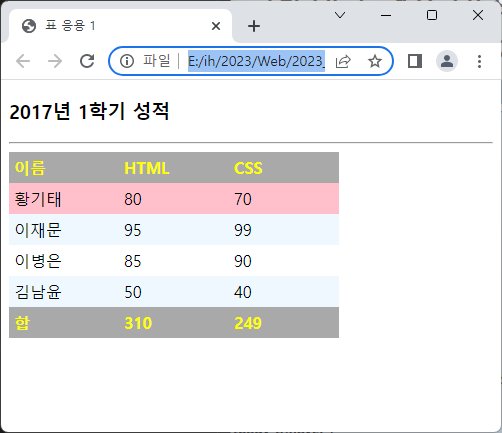 표 응용 1
파일 E:/ih/2023/Web/2023_
2017년 1학기 성적
이름 HTML CSS
황기태 80 70
이재문 95 99
이병은 85 90
김남윤 50 40
합 310 249